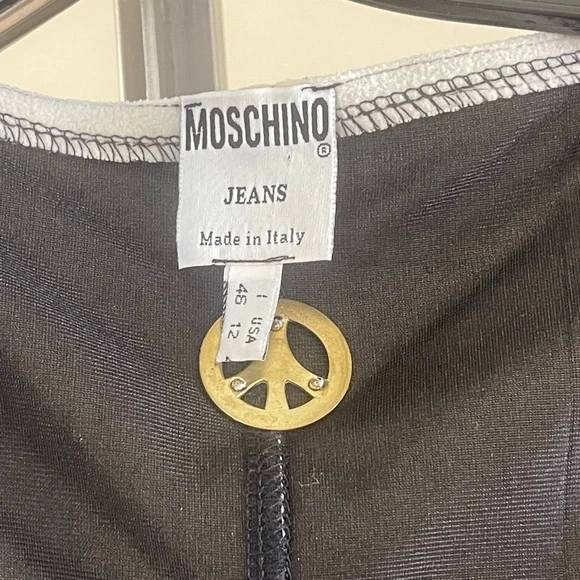 MOSCHINO®
JEANS
Made in Italy
I USA
48 12